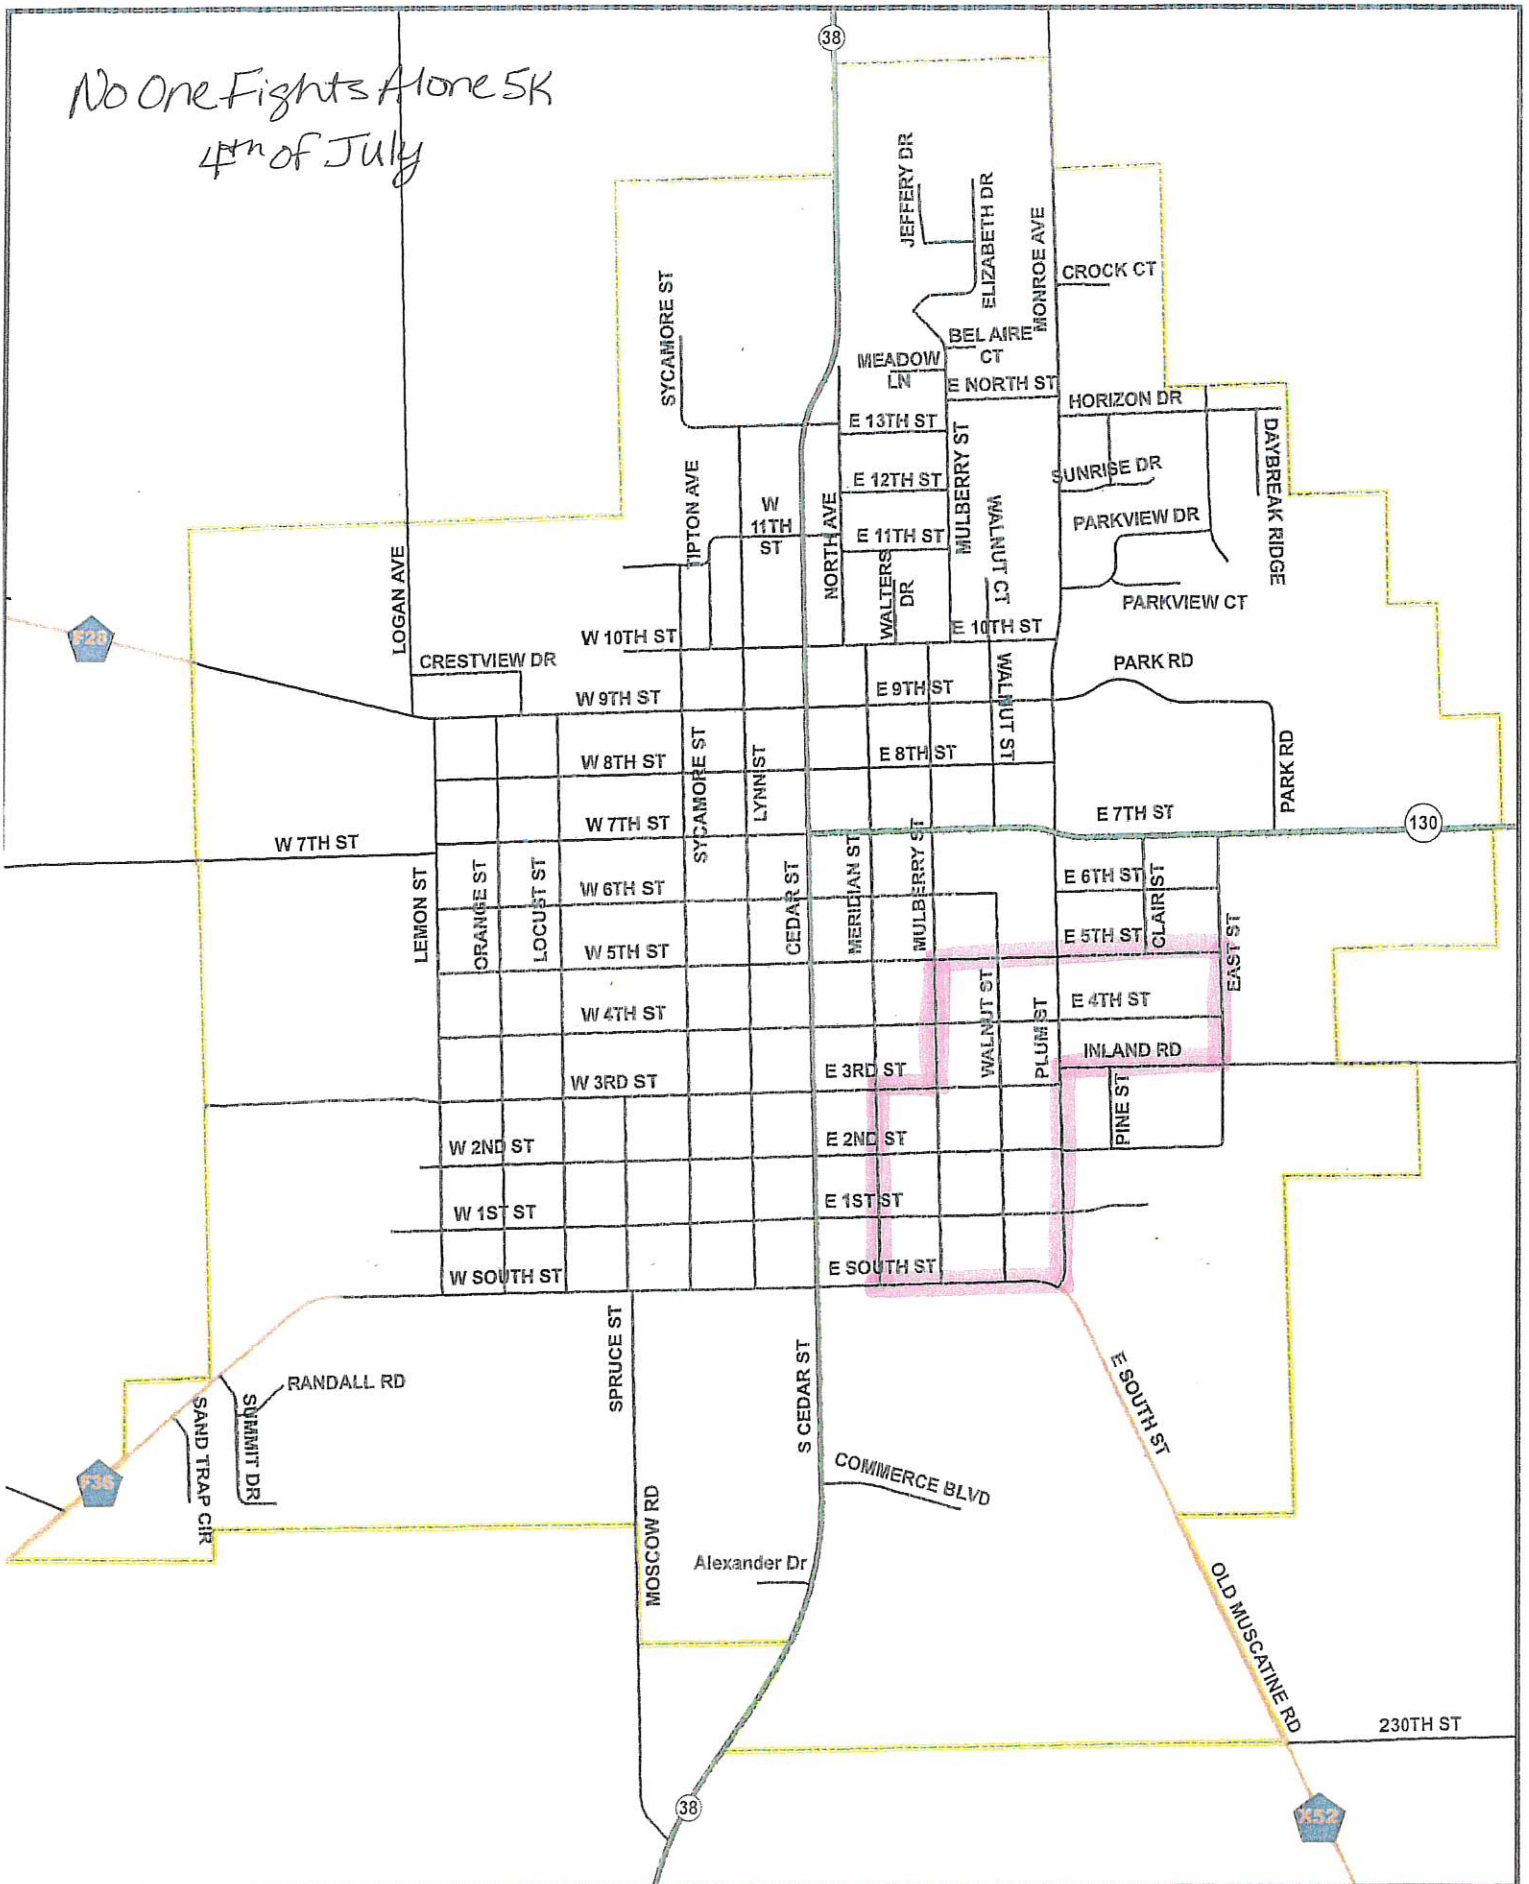 No One Fights Alone 5K
4th of July
38
JEFFERY DR
ELIZABETH DR
MONROE AVE
CROCK CT
SYCAMORE ST
BEL AIRE
CT
MEADOW
LN
E NORTH ST
HORIZON DR
E 13TH ST
MULBERRY ST
DAYBREAK RIDGE
SUNRISE DR
TIPTON AVE
E 12TH ST
W
11TH
ST
NORTH AVE
WALNUT CT
PARKVIEW DR
E 11TH ST
LOGAN AVE
WALTERS
DR
PARKVIEW CT
F28
W 10TH ST
E 10TH ST
CRESTVIEW DR
PARK RD
W 9TH ST
E 9TH ST
WALNUT ST
W 8TH ST
SYCAMORE ST
LYNN ST
E 8TH ST
PARK RD
W 7TH ST
W 7TH ST
E 7TH ST
130
LEMON ST
ORANGE ST
LOCUST ST
W 6TH ST
CEDAR ST
MERIDIAN ST
MULBERRY ST
E 6TH ST
CLAIR ST
W 5TH ST
E 5TH ST
EAST ST
W 4TH ST
WALNUT ST
PLUM ST
E 4TH ST
W 3RD ST
E 3RD ST
INLAND RD
PINE ST
W 2ND ST
E 2ND ST
W 1ST ST
E 1ST ST
W SOUTH ST
E SOUTH ST
SPRUCE ST
S CEDAR ST
E SOUTH ST
RANDALL RD
SAND TRAP CIR
SUMMIT DR
F36
COMMERCE BLVD
MOSCOW RD
Alexander Dr
OLD MUSCATINE RD
230TH ST
38
X52